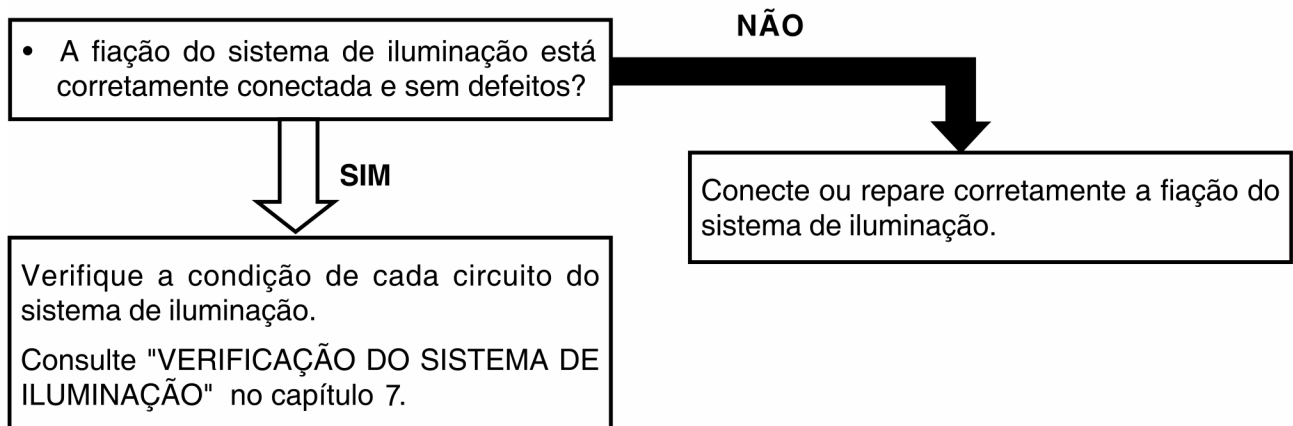 • A fiação do sistema de iluminação está
corretamente conectada e sem defeitos?
NÃO
SIM
Conecte ou repare corretamente a fiação do
sistema de iluminação.
Verifique a condição de cada circuito do
sistema de iluminação.
Consulte "VERIFICAÇÃO DO SISTEMA DE
ILUMINAÇÃO" no capítulo 7.